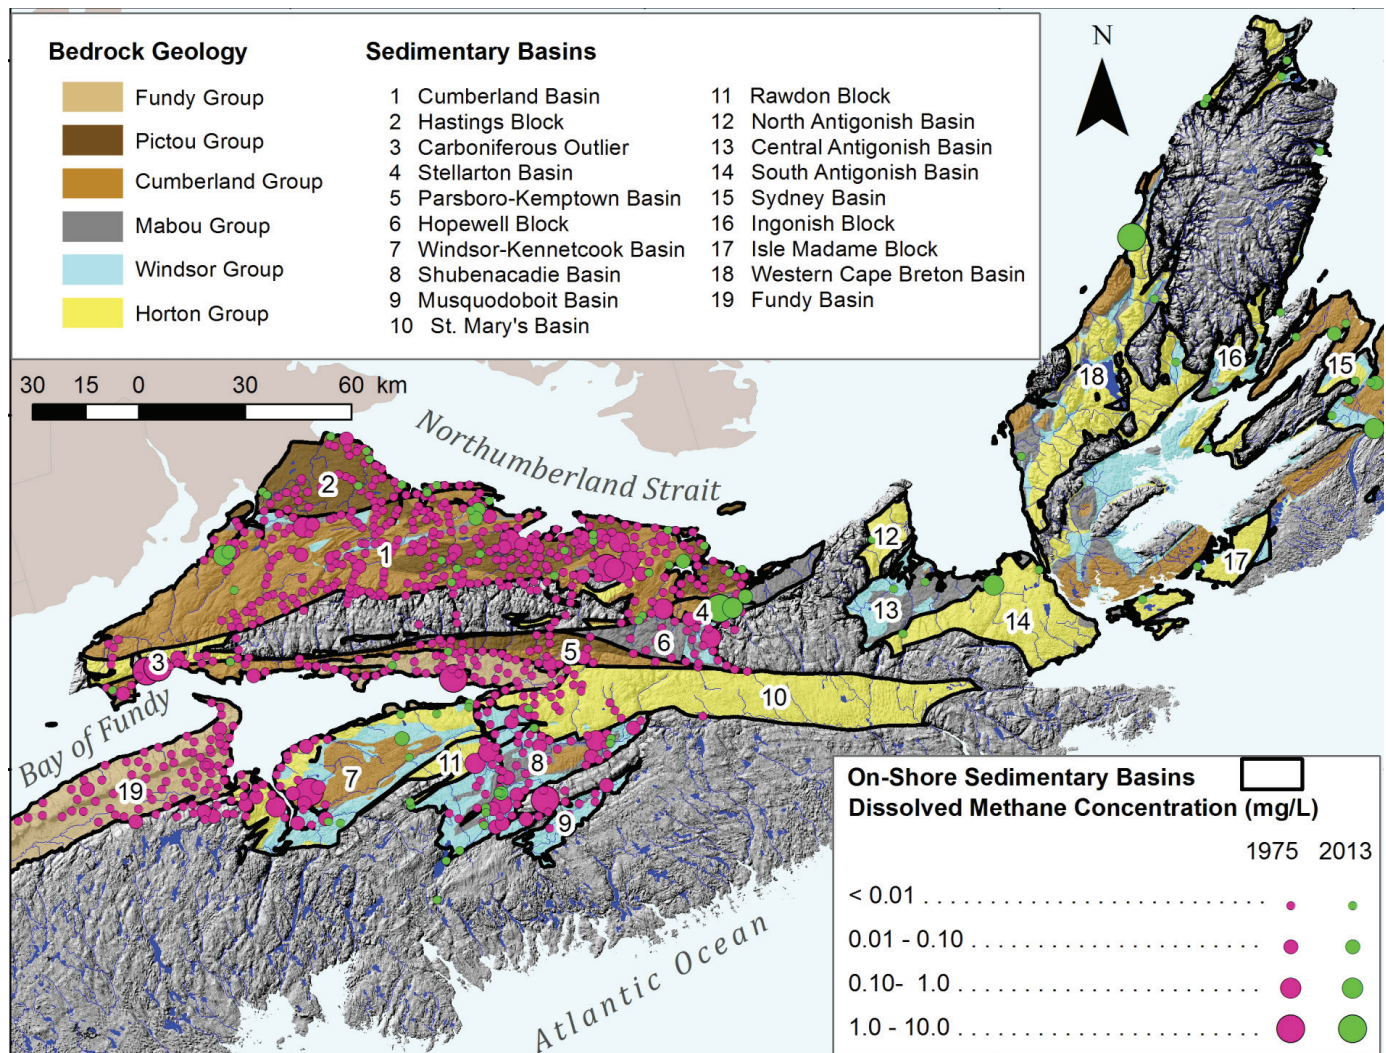 Bedrock Geology
Fundy Group
Pictou Group
Cumberland Group
Mabou Group
Windsor Group
Horton Group
Sedimentary Basins
1 Cumberland Basin
2 Hastings Block
3 Carboniferous Outlier
4 Stellarton Basin
5 Parsboro-Kemptown Basin
6 Hopewell Block
7 Windsor-Kennetcook Basin
8 Shubenacadie Basin
9 Musquodoboit Basin
10 St. Mary's Basin
11 Rawdon Block
12 North Antigonish Basin
13 Central Antigonish Basin
14 South Antigonish Basin
15 Sydney Basin
16 Ingonish Block
17 Isle Madame Block
18 Western Cape Breton Basin
19 Fundy Basin
N
30 15 0 30 60 km
Northumberland Strait
Bay of Fundy
Atlantic Ocean
16
15
18
2
1
12
17
13
4
14
6
5
3
10
11
8
7
19
9
On-Shore Sedimentary Basins
Dissolved Methane Concentration (mg/L)
1975 2013
< 0.01
0.01 - 0.10
0.10- 1.0
1.0 - 10.0